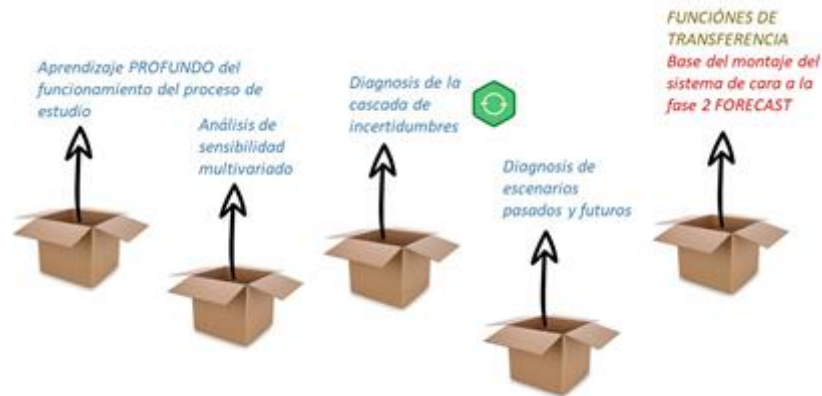 Aprendizaje PROFUNDO del
funcionamiento del proceso de
estudio
Análisis de
sensibilidad
multivariado
Diagnosis de la
cascada de
incertidumbres
Diagnosis de
escenarios
pasados y futuros
FUNCIÓNES DE
TRANSFERENCIA
Base del montaje del
sistema de cara a la
fase 2 FORECAST